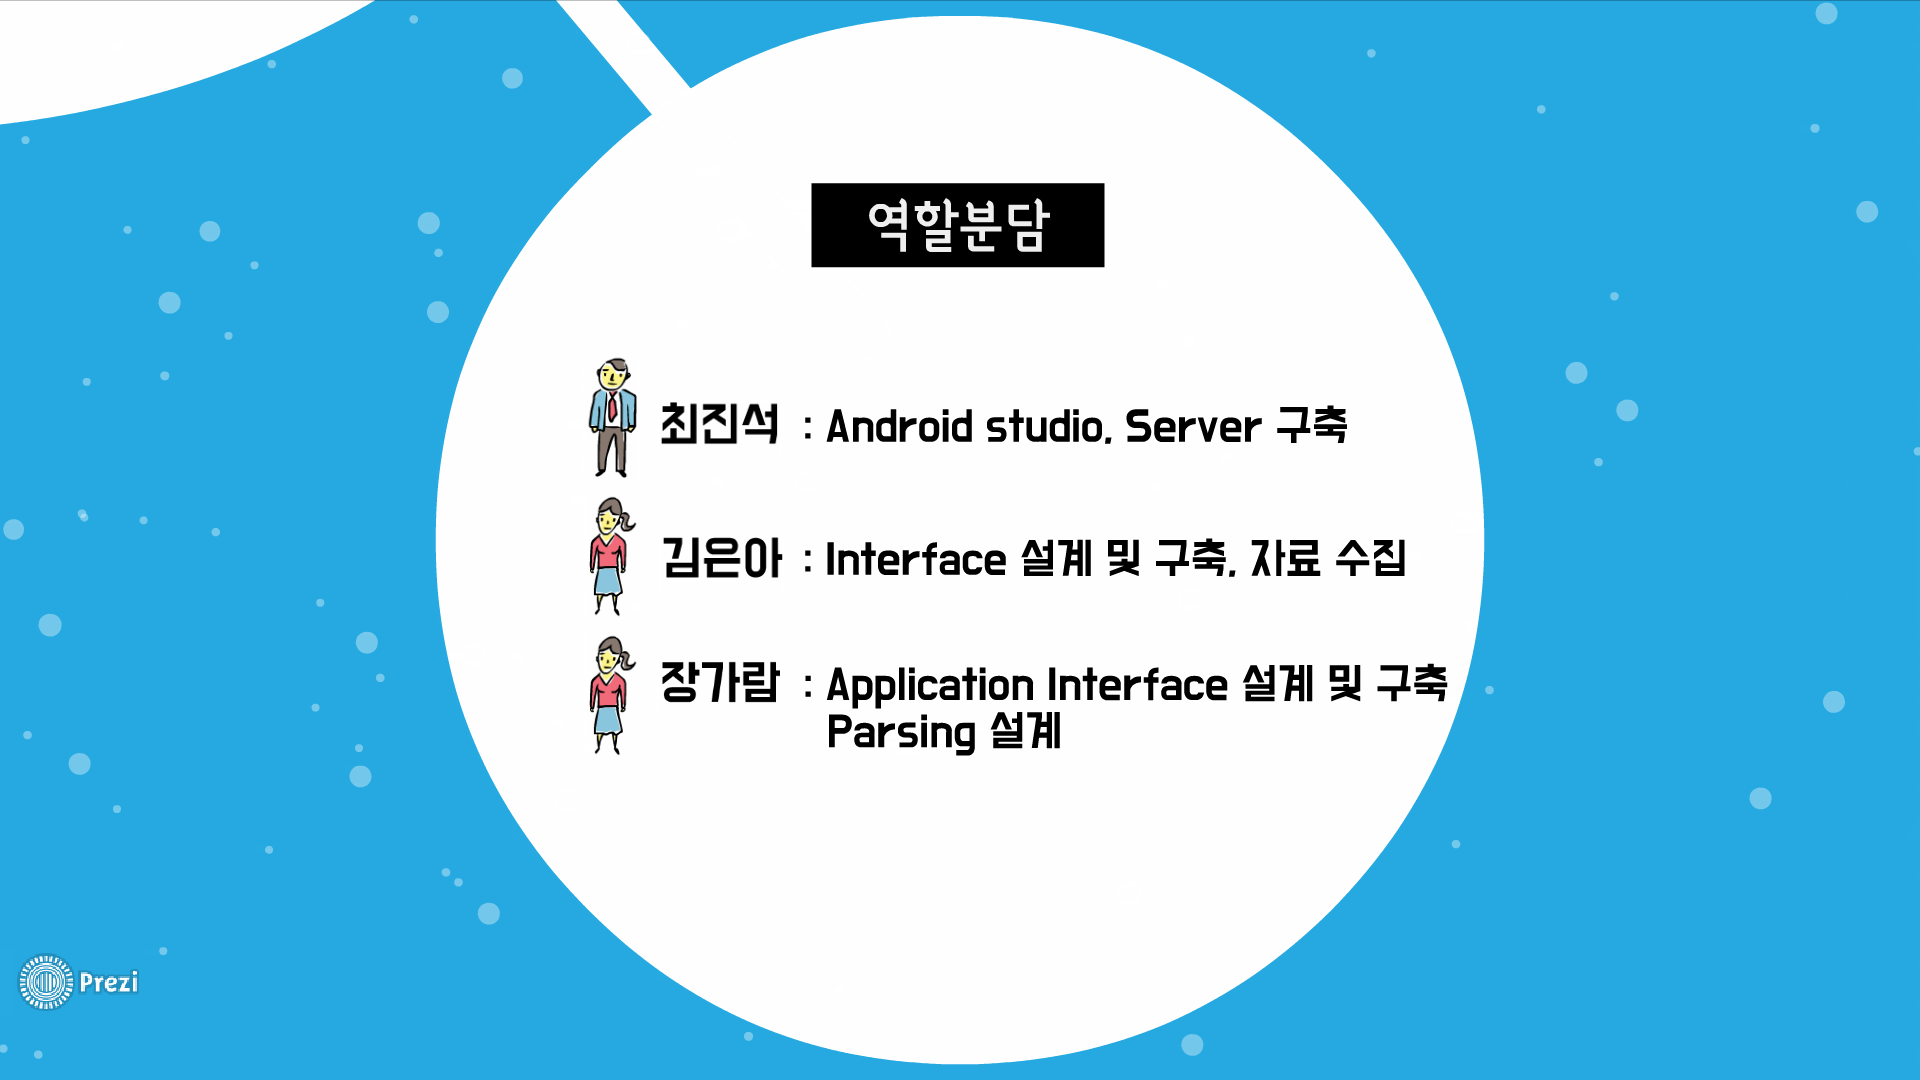 역할분담
최진석 : Android studio, Server 구축
김은아 : Interface 설계 및 구축, 자료 수집
장가람 : Application Interface 설계 및 구축
Parsing 설계
Prezi